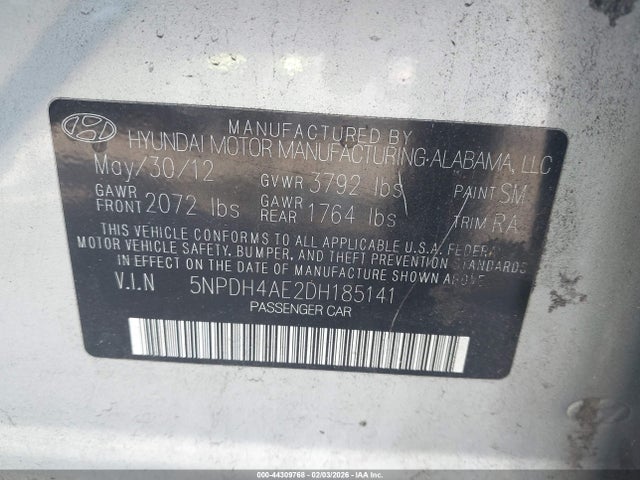 MANUFACTURED BY
HYUNDAI MOTOR MANUFACTURING-ALABAMA, LLC
May/30/12 GVWR 3792 lbs PAINT SM
GAWR FRONT 2072 lbs GAWR REAR 1764 lbs TRIM RA
THIS VEHICLE CONFORMS TO ALL APPLICABLE U.S.A. FEDERAL
MOTOR VEHICLE SAFETY, BUMPER, AND THEFT PREVENTION STANDARDS
IN EFFECT ON THE DATE OF MANUFACTURE SHOWN ABOVE.
V.I.N 5NPDH4AE2DH185141
PASSENGER CAR
000-44309768 - 02/03/2026 - IAA Inc.